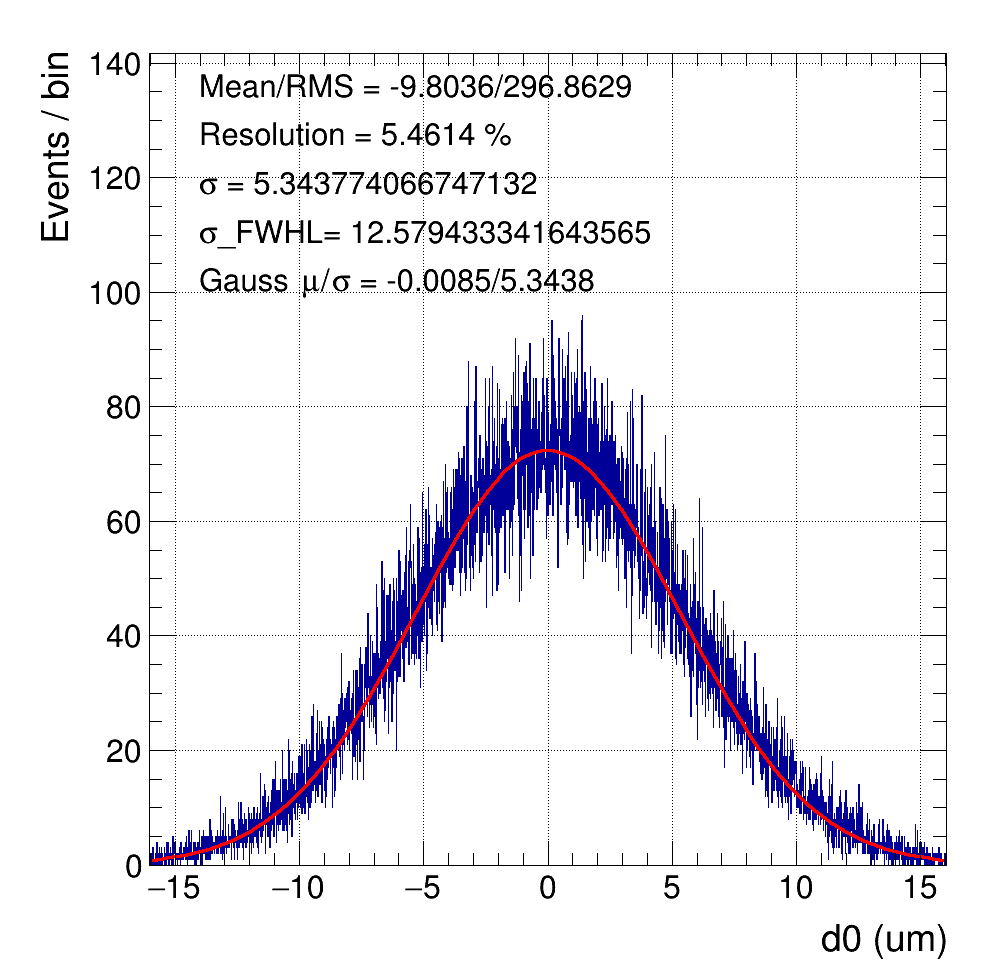 Events / bin
140
120
100
80
60
40
20
0
Mean/RMS = -9.8036/296.8629
Resolution = 5.4614 %
σ = 5.343774066747132
σ_FWHL= 12.579433341643565
Gauss μ/σ = -0.0085/5.3438
−15 −10 −5 0 5 10 15
d0 (um)